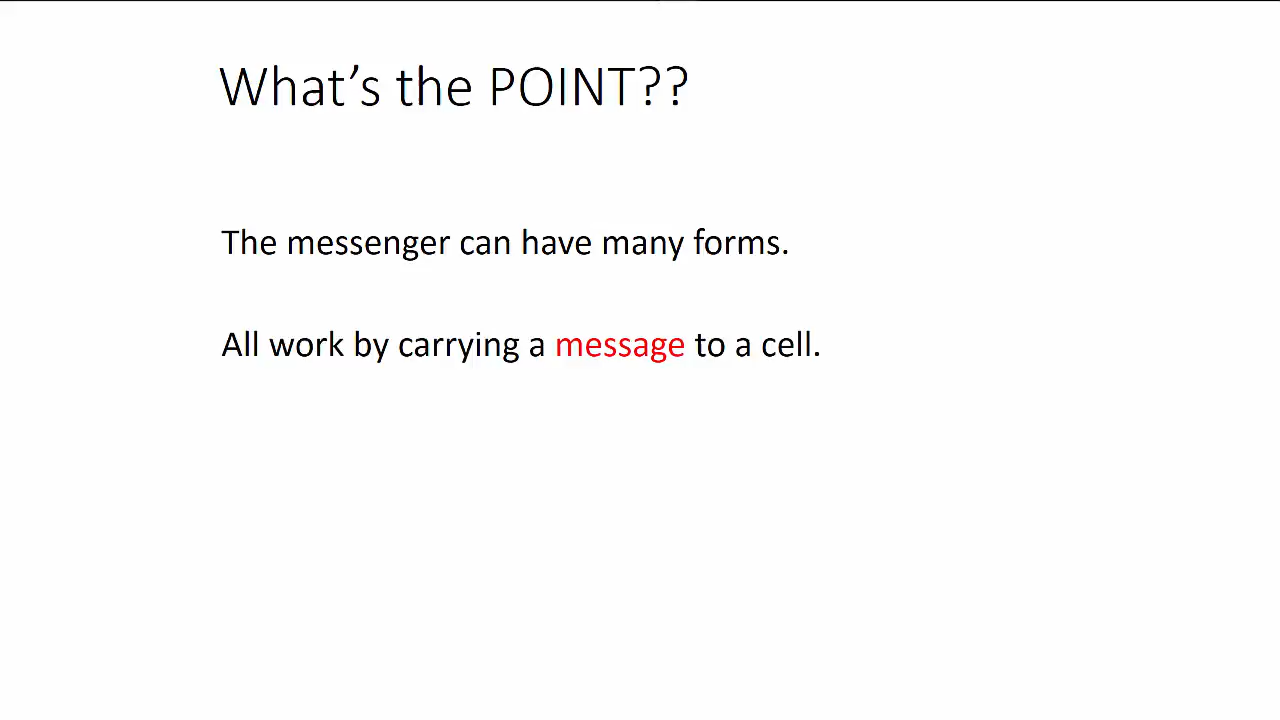 What’s the POINT??
The messenger can have many forms.
All work by carrying a message to a cell.